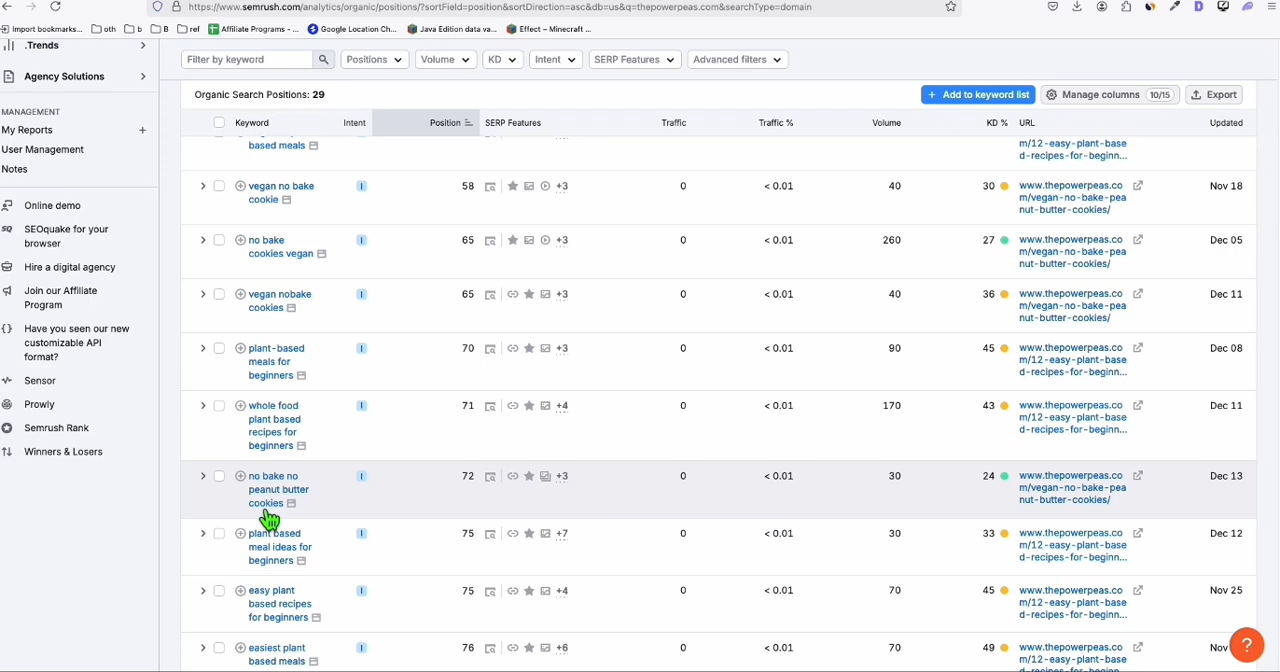 https://www.semrush.com/analytics/organic/positions/?sortField=position&sortDirection=asc&db=us&q=thepowerpeas.com&searchType=domain
Import bookmarks... oth b B ref Affiliate Programs - ... Google Location Ch... Java Edition data va... Effect – Minecraft ...
.Trends
Agency Solutions
MANAGEMENT
My Reports +
User Management
Notes
Online demo
SEOquake for your
browser
Hire a digital agency
Join our Affiliate
Program
Have you seen our new
customizable API
format?
Sensor
Prowly
Semrush Rank
Winners & Losers
Filter by keyword Positions Volume KD Intent SERP Features Advanced filters
Organic Search Positions: 29 + Add to keyword list Manage columns 10/15 Export
Keyword Intent Position SERP Features Traffic Traffic % Volume KD % URL Updated
based meals
m/12-easy-plant-base
d-recipes-for-beginn...
vegan no bake
cookie
I 58 +3 0 < 0.01 40 30
www.thepowerpeas.co
m/vegan-no-bake-pea
nut-butter-cookies/
Nov 18
no bake
cookies vegan
I 65 +3 0 < 0.01 260 27
www.thepowerpeas.co
m/vegan-no-bake-pea
nut-butter-cookies/
Dec 05
vegan nobake
cookies
I 65 +3 0 < 0.01 40 36
www.thepowerpeas.co
m/vegan-no-bake-pea
nut-butter-cookies/
Dec 11
plant-based
meals for
beginners
I 70 +3 0 < 0.01 90 45
www.thepowerpeas.co
m/12-easy-plant-base
d-recipes-for-beginn...
Dec 08
whole food
plant based
recipes for
beginners
I 71 +4 0 < 0.01 170 43
www.thepowerpeas.co
m/12-easy-plant-base
d-recipes-for-beginn...
Dec 11
no bake no
peanut butter
cookies
I 72 +3 0 < 0.01 30 24
www.thepowerpeas.co
m/vegan-no-bake-pea
nut-butter-cookies/
Dec 13
plant based
meal ideas for
beginners
I 75 +7 0 < 0.01 30 33
www.thepowerpeas.co
m/12-easy-plant-base
d-recipes-for-beginn...
Dec 12
easy plant
based recipes
for beginners
I 75 +4 0 < 0.01 70 45
www.thepowerpeas.co
m/12-easy-plant-base
d-recipes-for-beginn...
Nov 25
easiest plant
based meals
I 76 +6 0 < 0.01 70 49
www.thepowerpeas.co
m/12-easy-plant-base
Nov
?